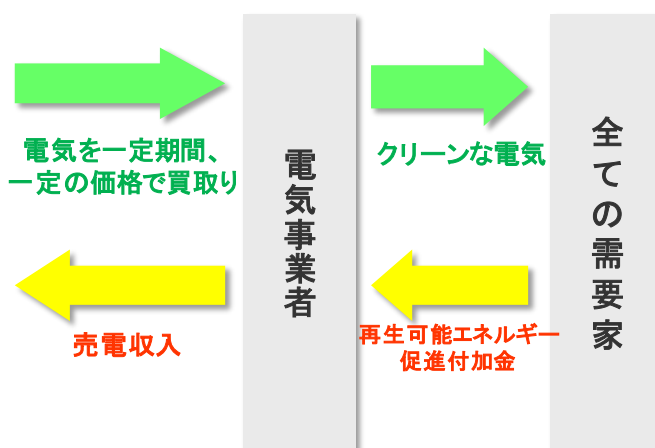 電気を一定期間、
一定の価格で買取り
売電収入
電気事業者
クリーンな電気
再生可能エネルギー
促進付加金
全ての需要家